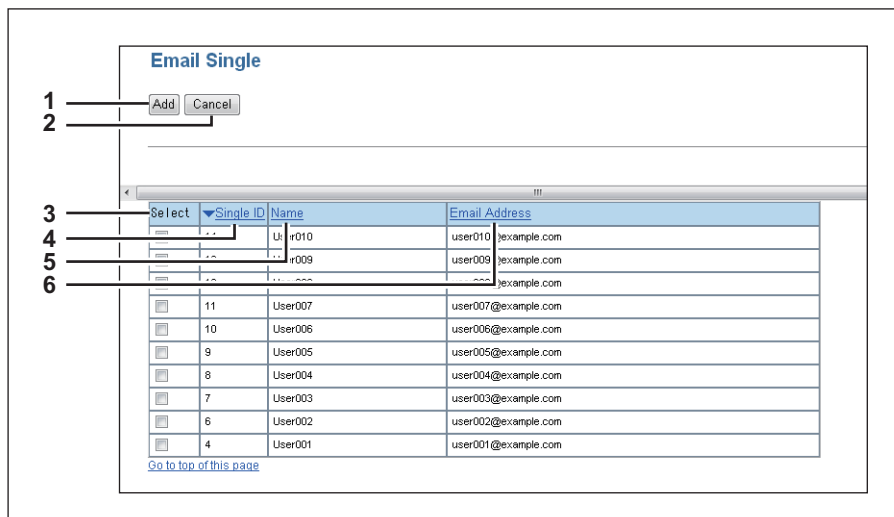 Email Single
1 Add Cancel
2
3 Select ▼Single ID Name Email Address
4 User010 user010@example.com
5 User009 user009@example.com
6
11 User007 user007@example.com
10 User006 user006@example.com
9 User005 user005@example.com
8 User004 user004@example.com
7 User003 user003@example.com
6 User002 user002@example.com
4 User001 user001@example.com
Go to top of this page